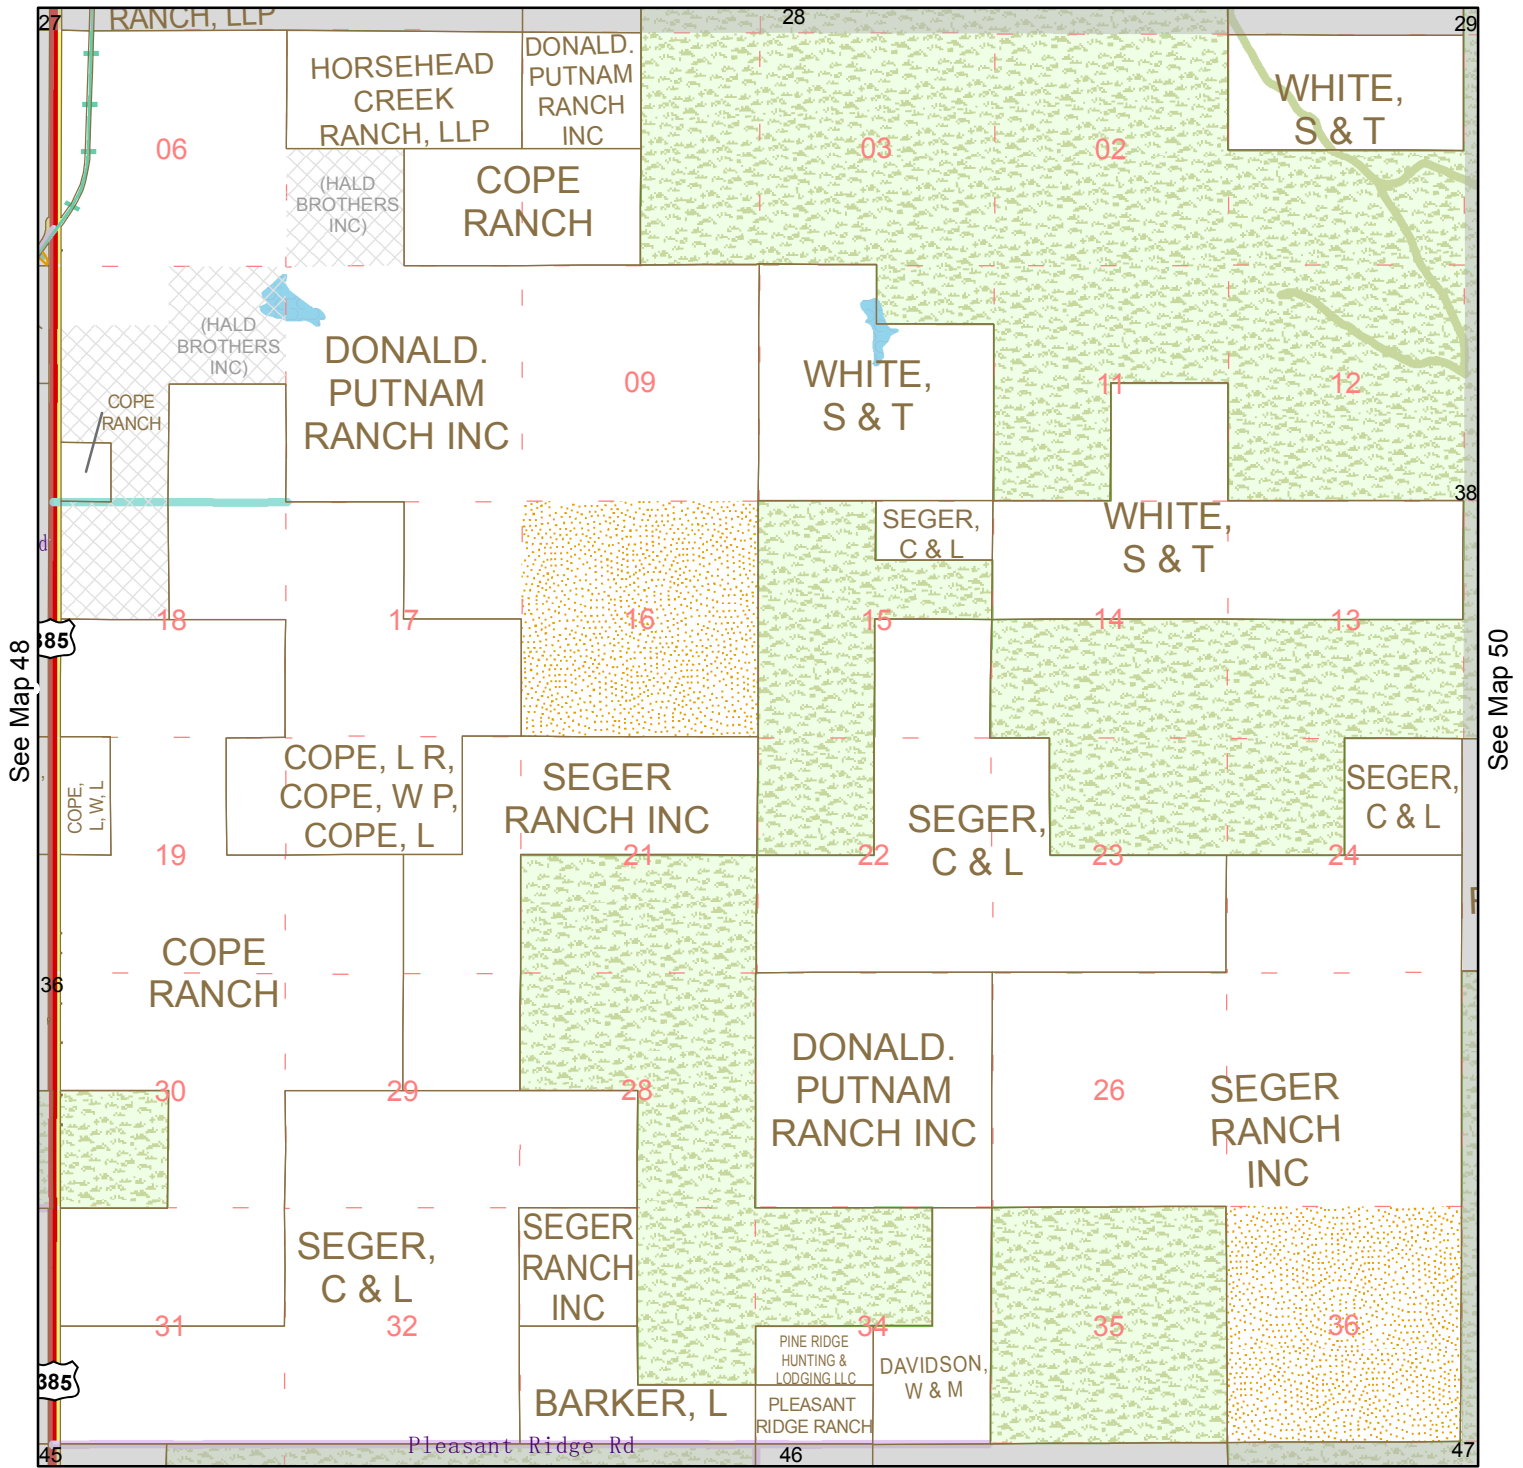 27
RANCH, LLP
28
29
HORSEHEAD
CREEK
RANCH, LLP
DONALD.
PUTNAM
RANCH
INC
WHITE,
S & T
06
03
02
(HALD
BROTHERS
INC)
COPE
RANCH
(HALD
BROTHERS
INC)
DONALD.
PUTNAM
RANCH INC
09
WHITE,
S & T
11
12
COPE
RANCH
38
SEGER,
C & L
WHITE,
S & T
d
18
17
16
15
14
13
385
See Map 48
See Map 50
COPE,
L, W, L
COPE, L R,
COPE, W P,
COPE, L
SEGER
RANCH INC
SEGER,
C & L
SEGER,
C & L
19
21
22
23
24
COPE
RANCH
36
DONALD.
PUTNAM
RANCH INC
30
29
28
26
SEGER
RANCH
INC
SEGER,
C & L
SEGER
RANCH
INC
31
32
34
35
36
PINE RIDGE
HUNTING &
LODGING LLC
DAVIDSON,
W & M
385
BARKER, L
PLEASANT
RIDGE RANCH
Pleasant Ridge Rd
45
46
47